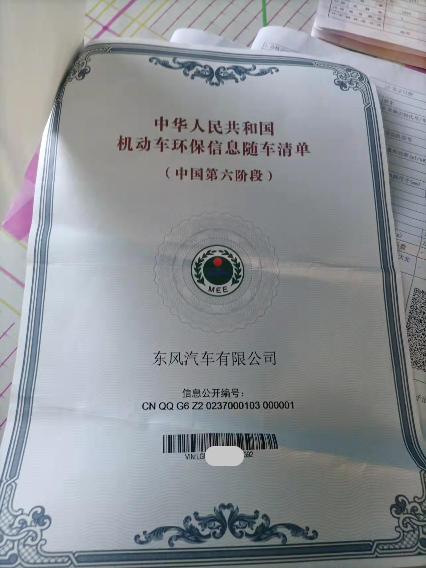 中华人民共和国
机动车环保信息随车清单
（中国第六阶段）
MEE
东风汽车有限公司
信息公开编号：
CN QQ G6 Z2 0237000103 000001